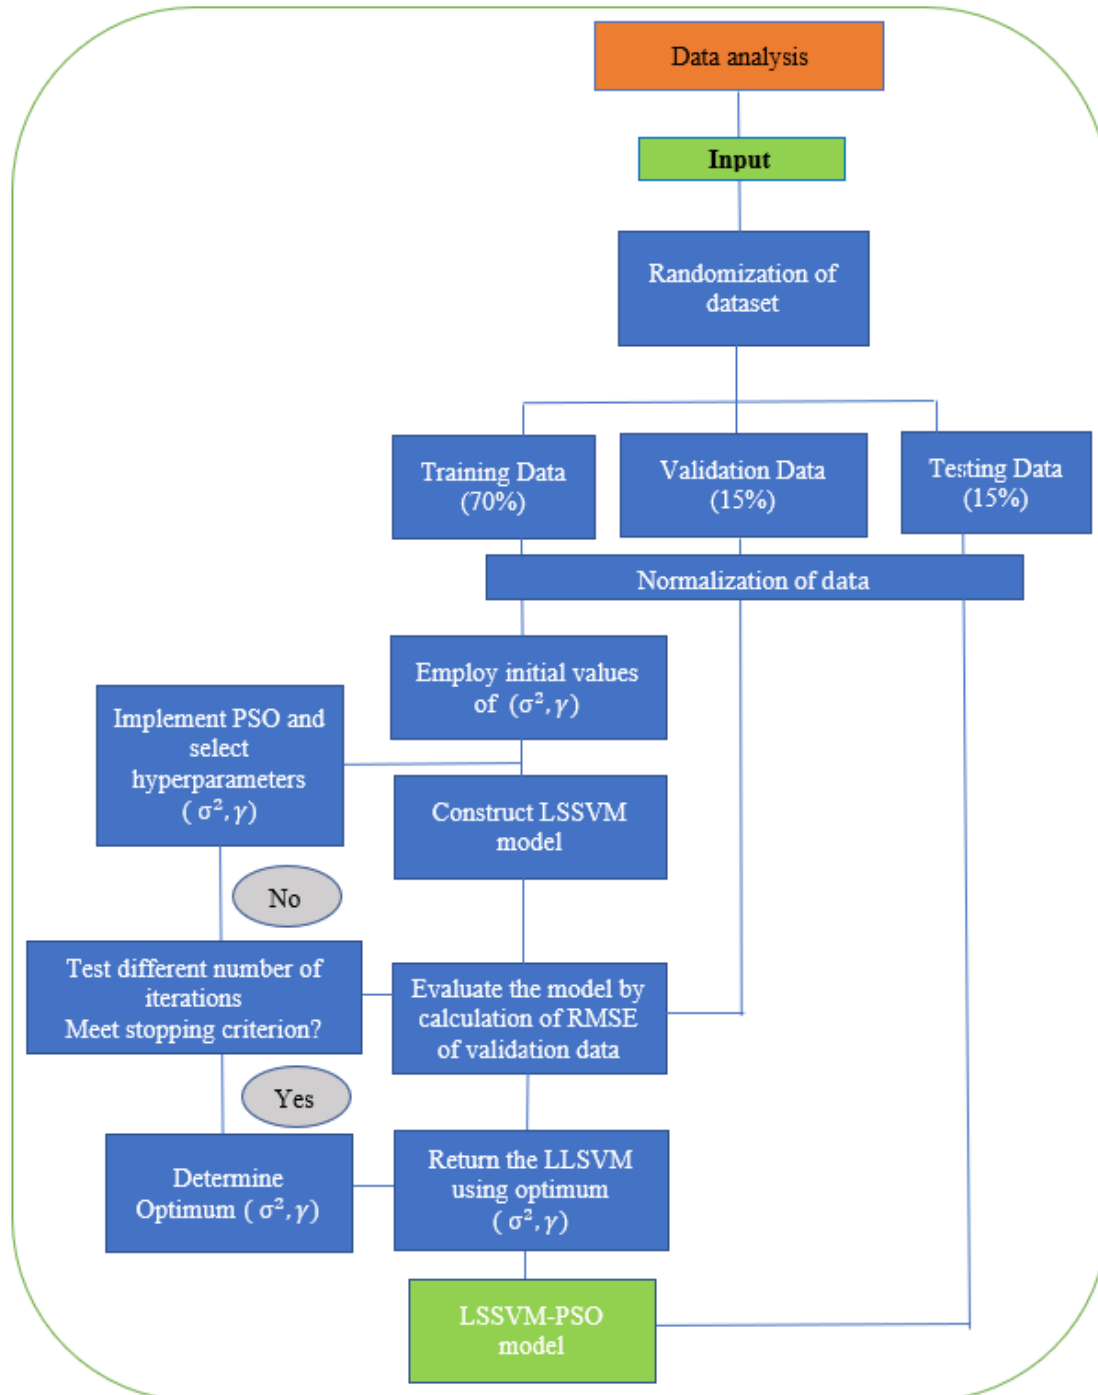 Data analysis
Input
Randomization of
dataset
Training Data
(70%)
Validation Data
(15%)
Testing Data
(15%)
Normalization of data
Employ initial values
of (σ², γ)
Implement PSO and
select
hyperparameters
( σ², γ)
Construct LSSVM
model
No
Test different number of
iterations
Meet stopping criterion?
Evaluate the model by
calculation of RMSE
of validation data
Yes
Determine
Optimum ( σ², γ)
Return the LLSVM
using optimum
( σ², γ)
LSSVM-PSO
model